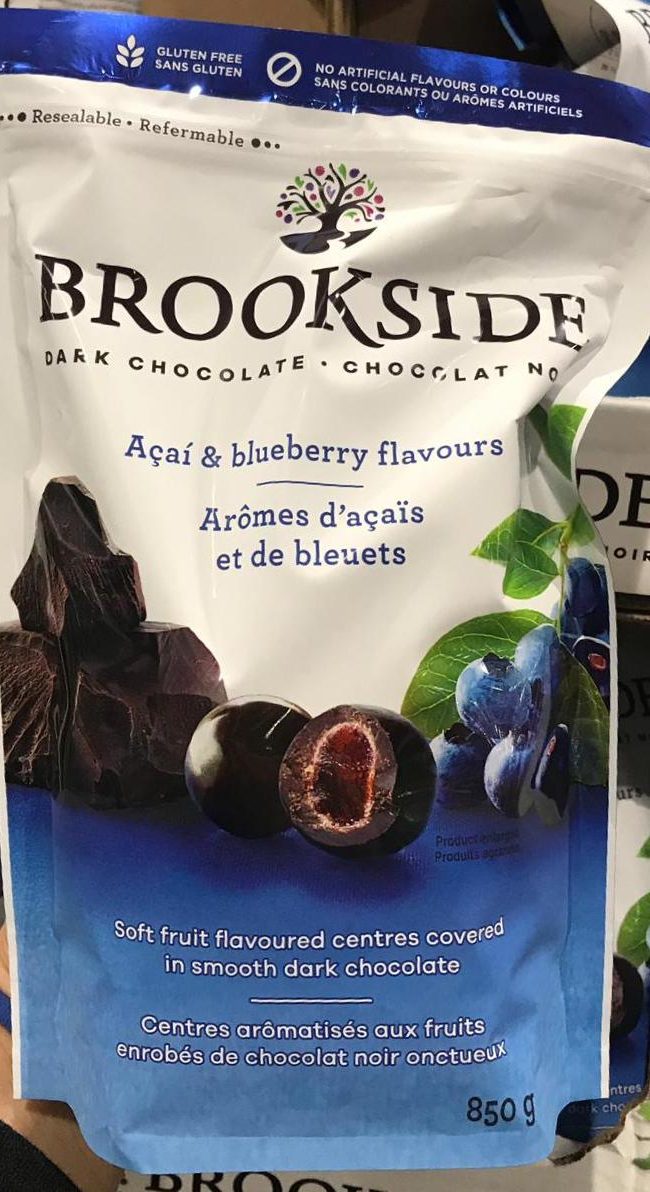 GLUTEN FREE
SANS GLUTEN
NO ARTIFICIAL FLAVOURS OR COLOURS
SANS COLORANTS OU ARÔMES ARTIFICIELS
Resealable • Refermable
BROOKSIDE
DARK CHOCOLATE · CHOCOLAT NO
Açaí & blueberry flavours
Arômes d'açaïs
et de bleuets
Product enlarged
Produits
Soft fruit flavoured centres covered
in smooth dark chocolate
Centres arômatisés aux fruits
enrobés de chocolat noir onctueux
850 g
DE
OIR